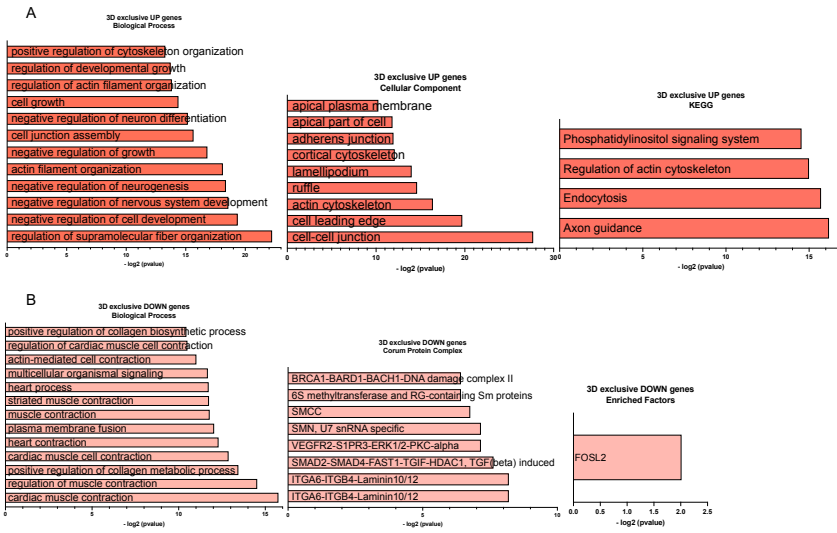 A
3D exclusive UP genes
Biological Process
positive regulation of cytoskeleton organization
regulation of developmental growth
regulation of actin filament organization
cell growth
negative regulation of neuron differentiation
cell junction assembly
negative regulation of growth
actin filament organization
negative regulation of neurogenesis
negative regulation of nervous system development
negative regulation of cell development
regulation of supramolecular fiber organization
0 5 10 15 20
- log2 (pvalue)
3D exclusive UP genes
Cellular Component
apical plasma membrane
apical part of cell
adherens junction
cortical cytoskeleton
lamellipodium
ruffle
actin cytoskeleton
cell leading edge
cell-cell junction
0 10 20 30
- log2 (pvalue)
3D exclusive UP genes
KEGG
Phosphatidylinositol signaling system
Regulation of actin cytoskeleton
Endocytosis
Axon guidance
0 5 10 15
- log2 (pvalue)
B
3D exclusive DOWN genes
Biological Process
positive regulation of collagen biosynthetic process
regulation of cardiac muscle cell contraction
actin-mediated cell contraction
multicellular organismal signaling
heart process
striated muscle contraction
muscle contraction
plasma membrane fusion
heart contraction
cardiac muscle cell contraction
positive regulation of collagen metabolic process
regulation of muscle contraction
cardiac muscle contraction
0 5 10 15
- log2 (pvalue)
3D exclusive DOWN genes
Corum Protein Complex
BRCA1-BARD1-BACH1-DNA damage complex II
6S methyltransferase and RG-containing Sm proteins
SMCC
SMN, U7 snRNA specific
VEGFR2-S1PR3-ERK1/2-PKC-alpha
SMAD2-SMAD4-FAST1-TGIF-HDAC1, TGF(beta) induced
ITGA6-ITGB4-Laminin10/12
ITGA6-ITGB4-Laminin10/12
0 5 10
- log2 (pvalue)
3D exclusive DOWN genes
Enriched Factors
FOSL2
0.0 0.5 1.0 1.5 2.0 2.5
- log2 (pvalue)